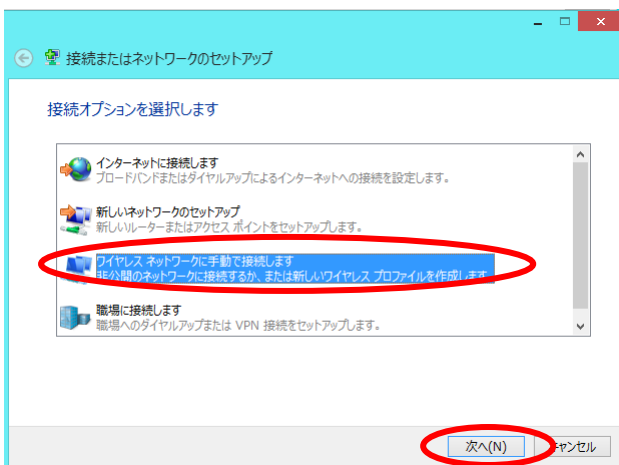 接続またはネットワークのセットアップ
接続オプションを選択します
インターネットに接続します
ブロードバンドまたはダイヤルアップによるインターネットへの接続を設定します。
新しいネットワークのセットアップ
新しいルーターまたはアクセス ポイントをセットアップします。
ワイヤレス ネットワークに手動で接続します
非公開のネットワークに接続するか、または新しいワイヤレス プロファイルを作成します。
職場に接続します
職場へのダイヤルアップまたは VPN 接続をセットアップします。
次へ(N) キャンセル